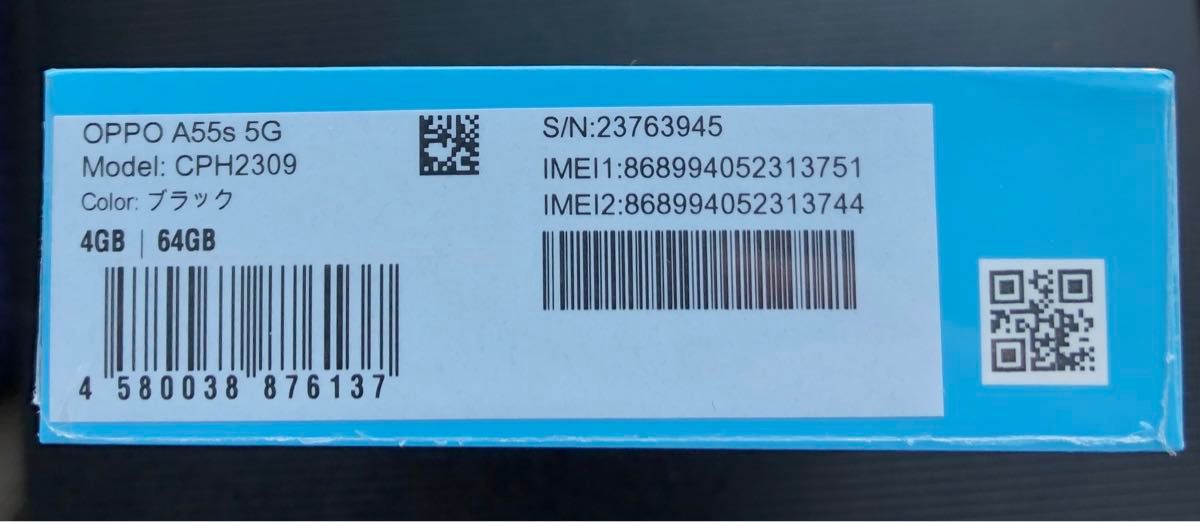 OPPO A55s 5G
Model: CPH2309
Color: ブラック
4GB | 64GB
4 580038 876137
S/N:23763945
IMEI1:868994052313751
IMEI2:868994052313744